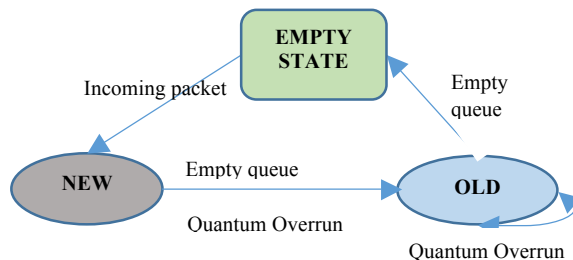 EMPTY
STATE
Incoming packet
Empty
queue
NEW
Empty queue
OLD
Quantum Overrun
Quantum Overrun